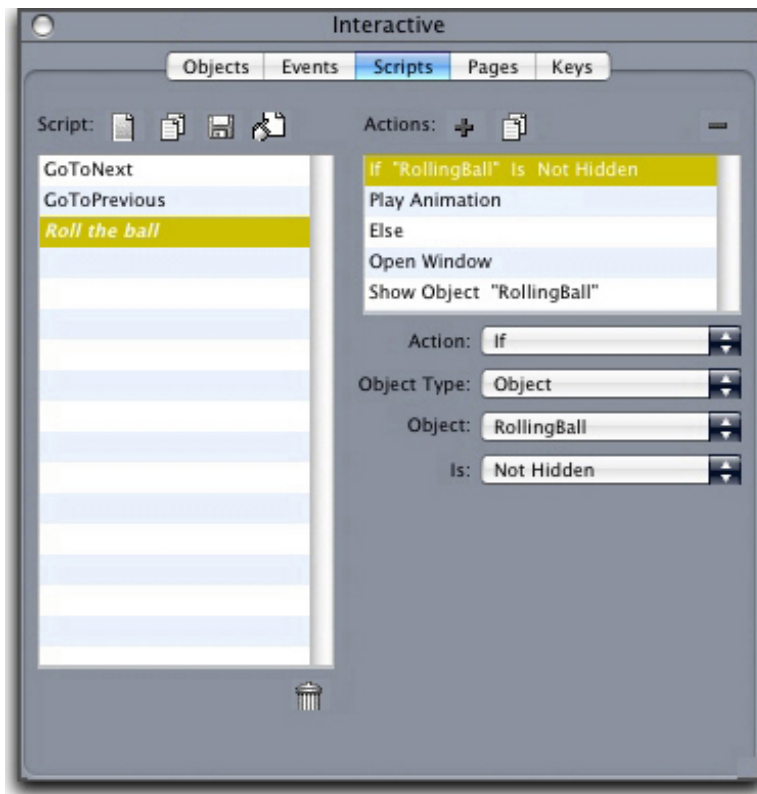 Interactive
Objects Events Scripts Pages Keys
Script:
GoToNext
GoToPrevious
Roll the ball
Actions:
If "RollingBall" Is Not Hidden
Play Animation
Else
Open Window
Show Object "RollingBall"
Action: If
Object Type: Object
Object: RollingBall
Is: Not Hidden